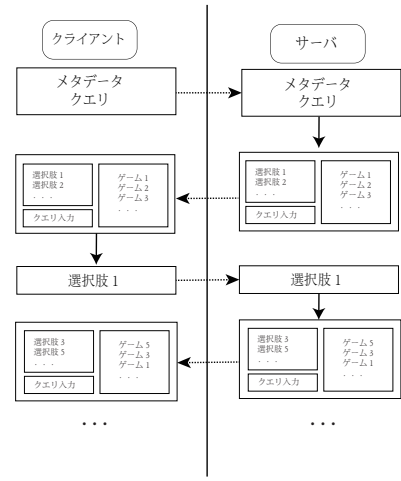 クライアント
サーバ
メタデータ
クエリ
メタデータ
クエリ
選択肢 1
選択肢 2
・・・
クエリ入力
ゲーム 1
ゲーム 2
ゲーム 3
・・・
選択肢 1
選択肢 2
・・・
クエリ入力
ゲーム 1
ゲーム 2
ゲーム 3
・・・
選択肢 1
選択肢 1
選択肢 3
選択肢 5
・・・
クエリ入力
ゲーム 5
ゲーム 3
ゲーム 1
・・・
選択肢 3
選択肢 5
・・・
クエリ入力
ゲーム 5
ゲーム 3
ゲーム 1
・・・
・・・
・・・